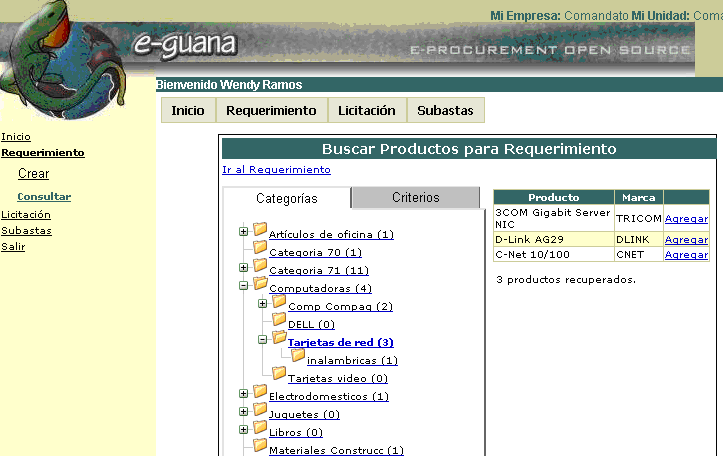 Mi Empresa: Comandato Mi Unidad: Coma
e-guana
E-PROCUREMENT OPEN SOURCE
Bienvenido Wendy Ramos
Inicio Requerimiento Licitación Subastas
Inicio
Requerimiento
Crear
Consultar
Licitación
Subastas
Salir
Buscar Productos para Requerimiento
Ir al Requerimiento
Categorías Criterios
Artículos de oficina (1)
Categoria 70 (1)
Categoria 71 (11)
Computadoras (4)
Comp Compaq (2)
DELL (0)
Tarjetas de red (3)
inalambricas (1)
Tarjetas video (0)
Electrodomesticos (1)
Juguetes (0)
Libros (0)
Materiales Construcc (1)
Producto Marca
3COM Gigabit Server
NIC TRICOM Agregar
D-Link AG29 DLINK Agregar
C-Net 10/100 CNET Agregar
3 productos recuperados.